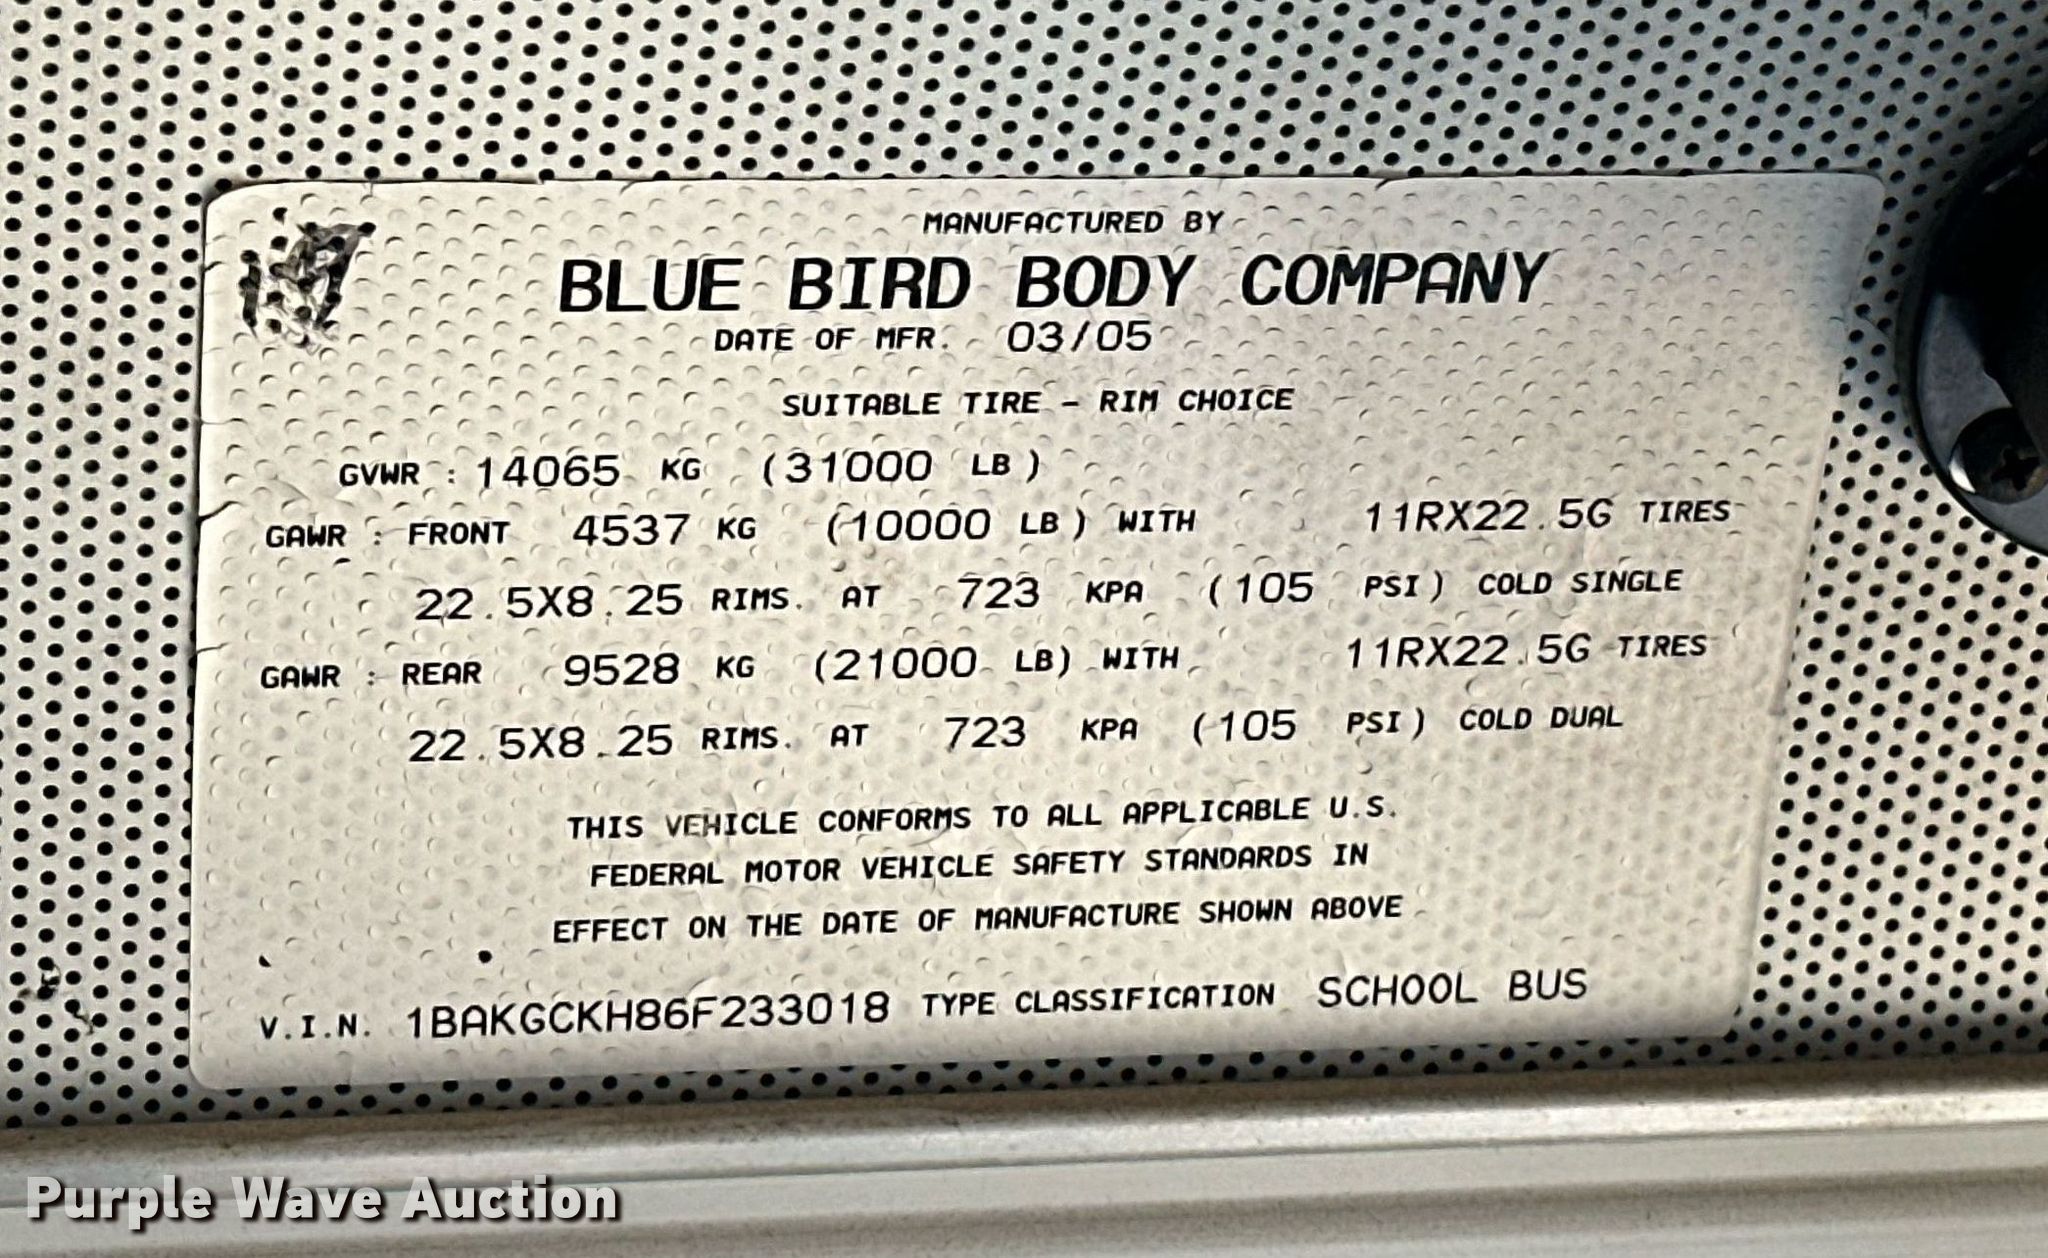 MANUFACTURED BY
BLUE BIRD BODY COMPANY
DATE OF MFR. 03/05
SUITABLE TIRE - RIM CHOICE
GVWR : 14065 KG (31000 LB)
GAWR : FRONT 4537 KG (10000 LB) WITH 11RX22.5G TIRES
22.5X8.25 RIMS. AT 723 KPA (105 PSI) COLD SINGLE
GAWR : REAR 9528 KG (21000 LB) WITH 11RX22.5G TIRES
22.5X8.25 RIMS. AT 723 KPA (105 PSI) COLD DUAL
THIS VEHICLE CONFORMS TO ALL APPLICABLE U.S.
FEDERAL MOTOR VEHICLE SAFETY STANDARDS IN
EFFECT ON THE DATE OF MANUFACTURE SHOWN ABOVE
V.I.N. 1BAKGCKH86F233018 TYPE CLASSIFICATION SCHOOL BUS
Purple Wave Auction